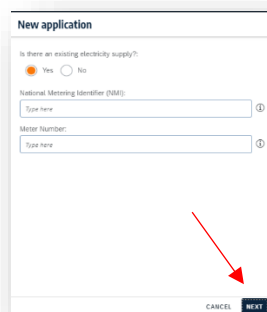 New application
Is there an existing electricity supply?:
Yes No
National Metering Identifier (NMI):
Type here
Meter Number:
Type here
CANCEL NEXT